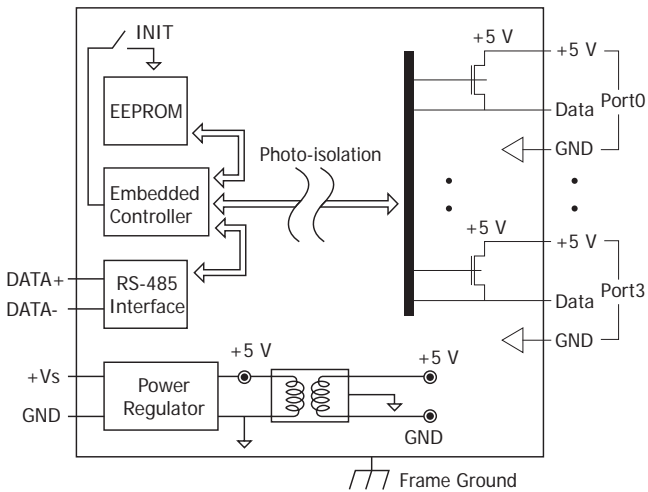 INIT
EEPROM
Embedded
Controller
Photo-isolation
RS-485
Interface
DATA+
DATA-
+5 V
+5 V
Data
Port0
GND
+5 V
+5 V
Data
Port3
GND
+Vs
GND
Power
Regulator
+5 V
+5 V
GND
Frame Ground